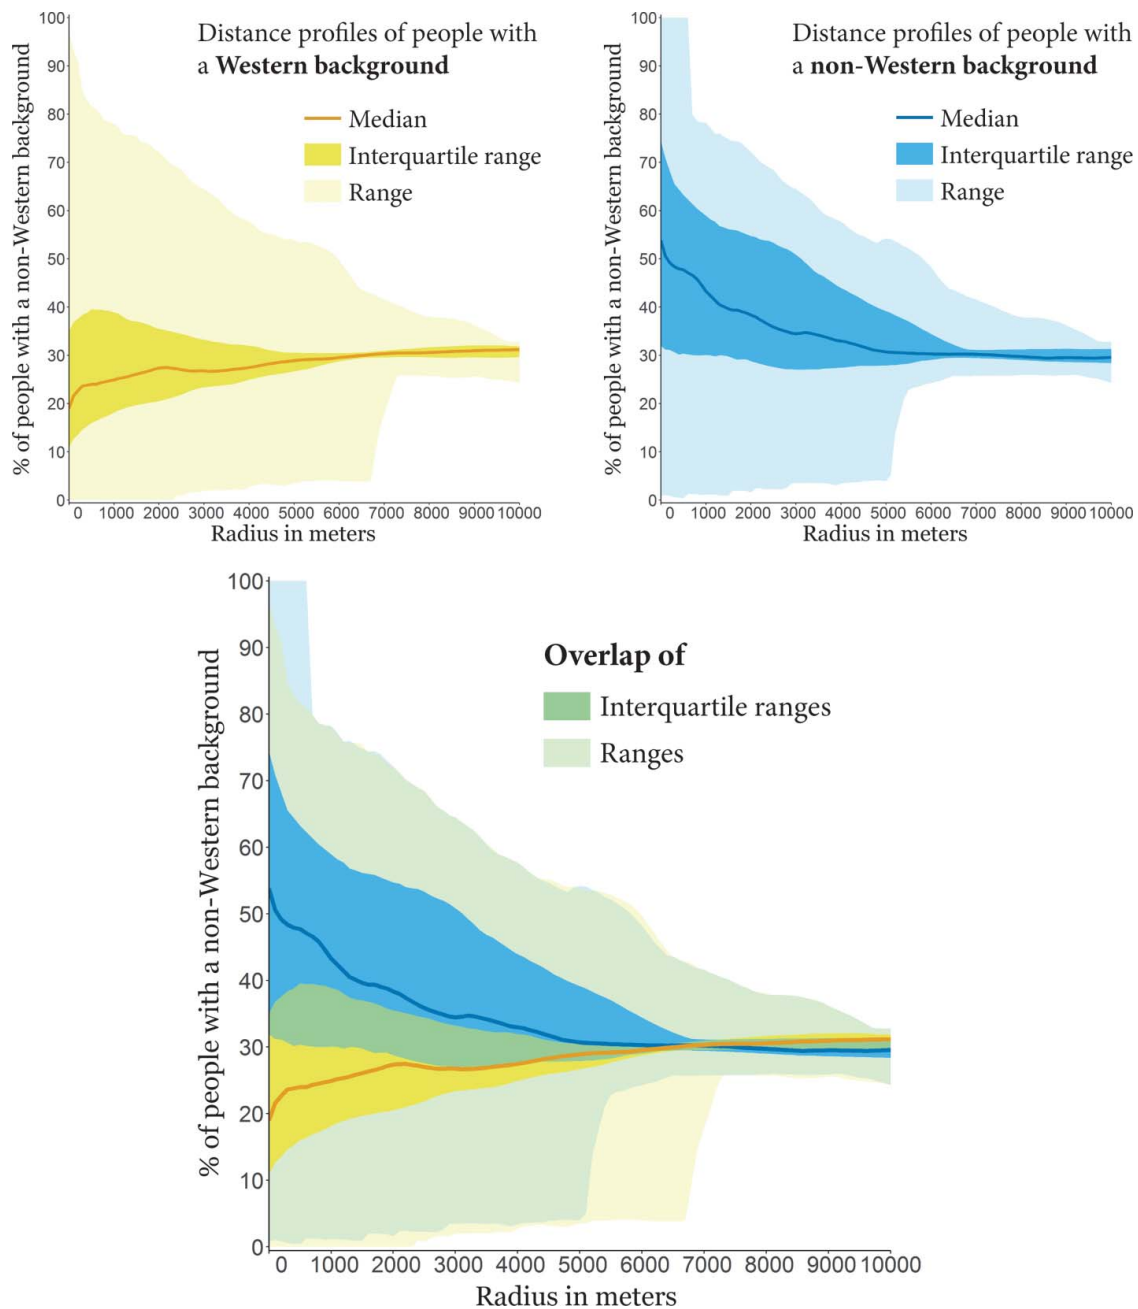 Distance profiles of people with
a Western background
Median
Interquartile range
Range
% of people with a non-Western background
100
90
80
70
60
50
40
30
20
10
0
0 1000 2000 3000 4000 5000 6000 7000 8000 9000 10000
Radius in meters
Distance profiles of people with
a non-Western background
Median
Interquartile range
Range
% of people with a non-Western background
100
90
80
70
60
50
40
30
20
10
0
0 1000 2000 3000 4000 5000 6000 7000 8000 9000 10000
Radius in meters
Overlap of
Interquartile ranges
Ranges
% of people with a non-Western background
100
90
80
70
60
50
40
30
20
10
0
0 1000 2000 3000 4000 5000 6000 7000 8000 9000 10000
Radius in meters